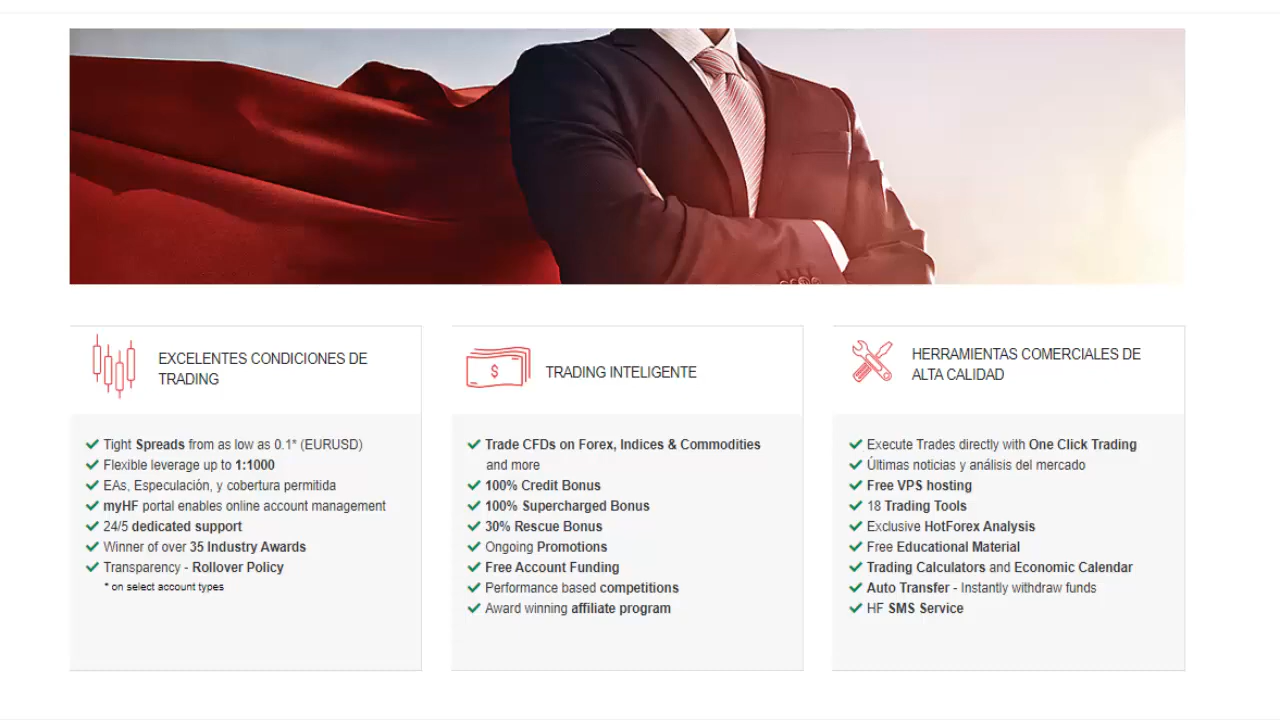 EXCELENTES CONDICIONES DE
TRADING
Tight Spreads from as low as 0.1* (EURUSD)
Flexible leverage up to 1:1000
EAs, Especulación, y cobertura permitida
myHF portal enables online account management
24/5 dedicated support
Winner of over 35 Industry Awards
Transparency - Rollover Policy
* on select account types
$
TRADING INTELIGENTE
Trade CFDs on Forex, Indices & Commodities
and more
100% Credit Bonus
100% Supercharged Bonus
30% Rescue Bonus
Ongoing Promotions
Free Account Funding
Performance based competitions
Award winning affiliate program
HERRAMIENTAS COMERCIALES DE
ALTA CALIDAD
Execute Trades directly with One Click Trading
Últimas noticias y análisis del mercado
Free VPS hosting
18 Trading Tools
Exclusive HotForex Analysis
Free Educational Material
Trading Calculators and Economic Calendar
Auto Transfer - Instantly withdraw funds
HF SMS Service